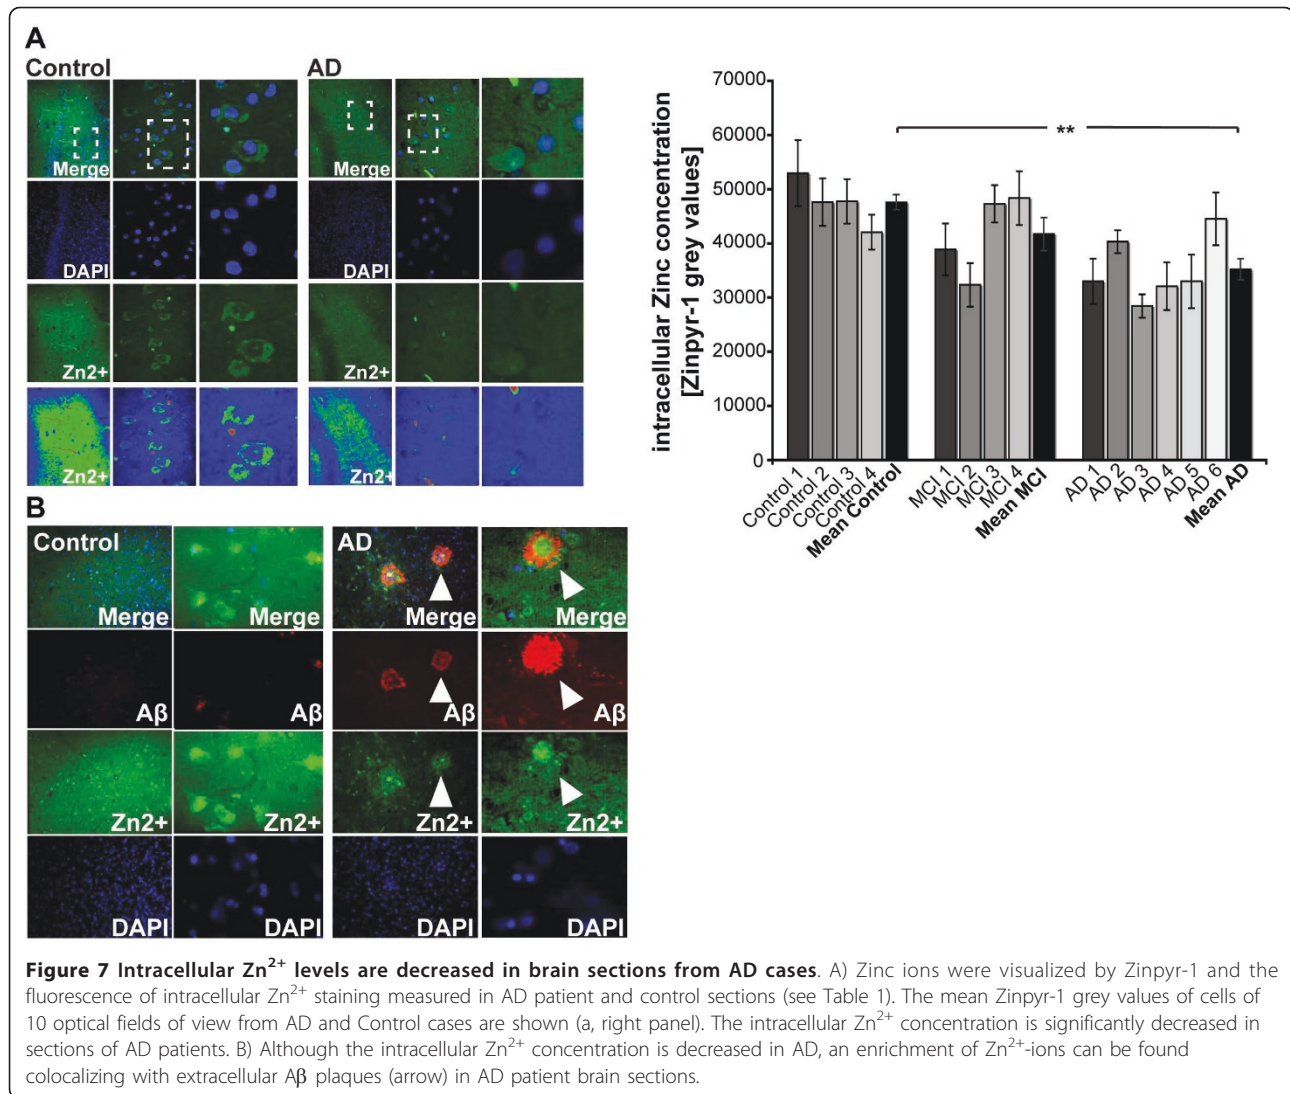 A
Control
AD
Merge
Merge
DAPI
DAPI
Zn2+
Zn2+
Zn2+
Zn2+
intracellular Zinc concentration
[Zinpyr-1 grey values]
70000
60000
50000
40000
30000
20000
10000
0
**
Control 1
Control 2
Control 3
Control 4
Mean Control
MCI 1
MCI 2
MCI 3
MCI 4
Mean MCI
AD 1
AD 2
AD 3
AD 4
AD 5
AD 6
Mean AD
B
Control
AD
Merge
Merge
Merge
Merge
Aβ
Aβ
Aβ
Aβ
Zn2+
Zn2+
Zn2+
Zn2+
DAPI
DAPI
DAPI
DAPI
Figure 7 Intracellular Zn²⁺ levels are decreased in brain sections from AD cases. A) Zinc ions were visualized by Zinpyr-1 and the
fluorescence of intracellular Zn²⁺ staining measured in AD patient and control sections (see Table 1). The mean Zinpyr-1 grey values of cells of
10 optical fields of view from AD and Control cases are shown (a, right panel). The intracellular Zn²⁺ concentration is significantly decreased in
sections of AD patients. B) Although the intracellular Zn²⁺ concentration is decreased in AD, an enrichment of Zn²⁺-ions can be found
colocalizing with extracellular Aβ plaques (arrow) in AD patient brain sections.